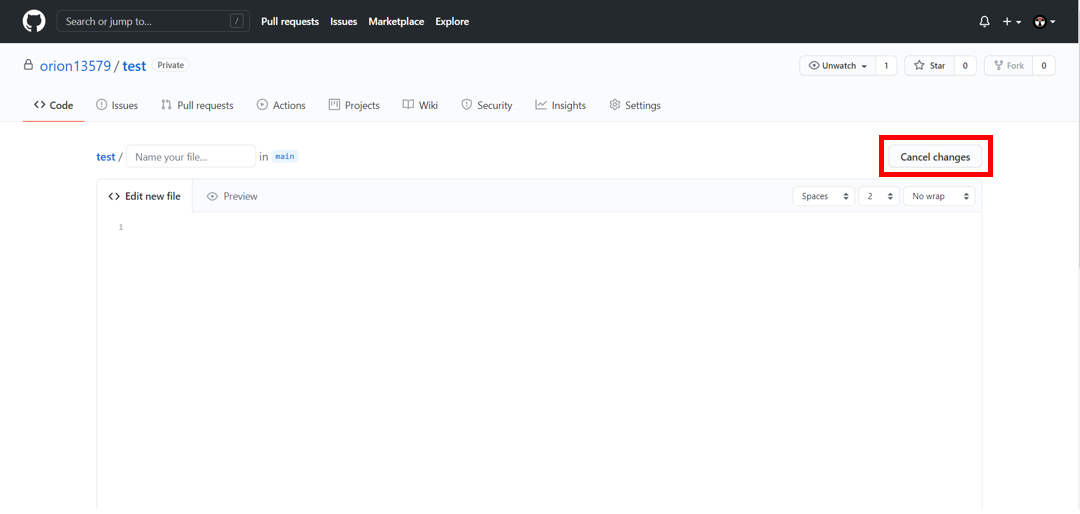 Search or jump to... / Pull requests Issues Marketplace Explore
orion13579 / test Private Unwatch 1 Star 0 Fork 0
Code Issues Pull requests Actions Projects Wiki Security Insights Settings
test / Name your file... in main Cancel changes
Edit new file Preview Spaces 2 No wrap
1